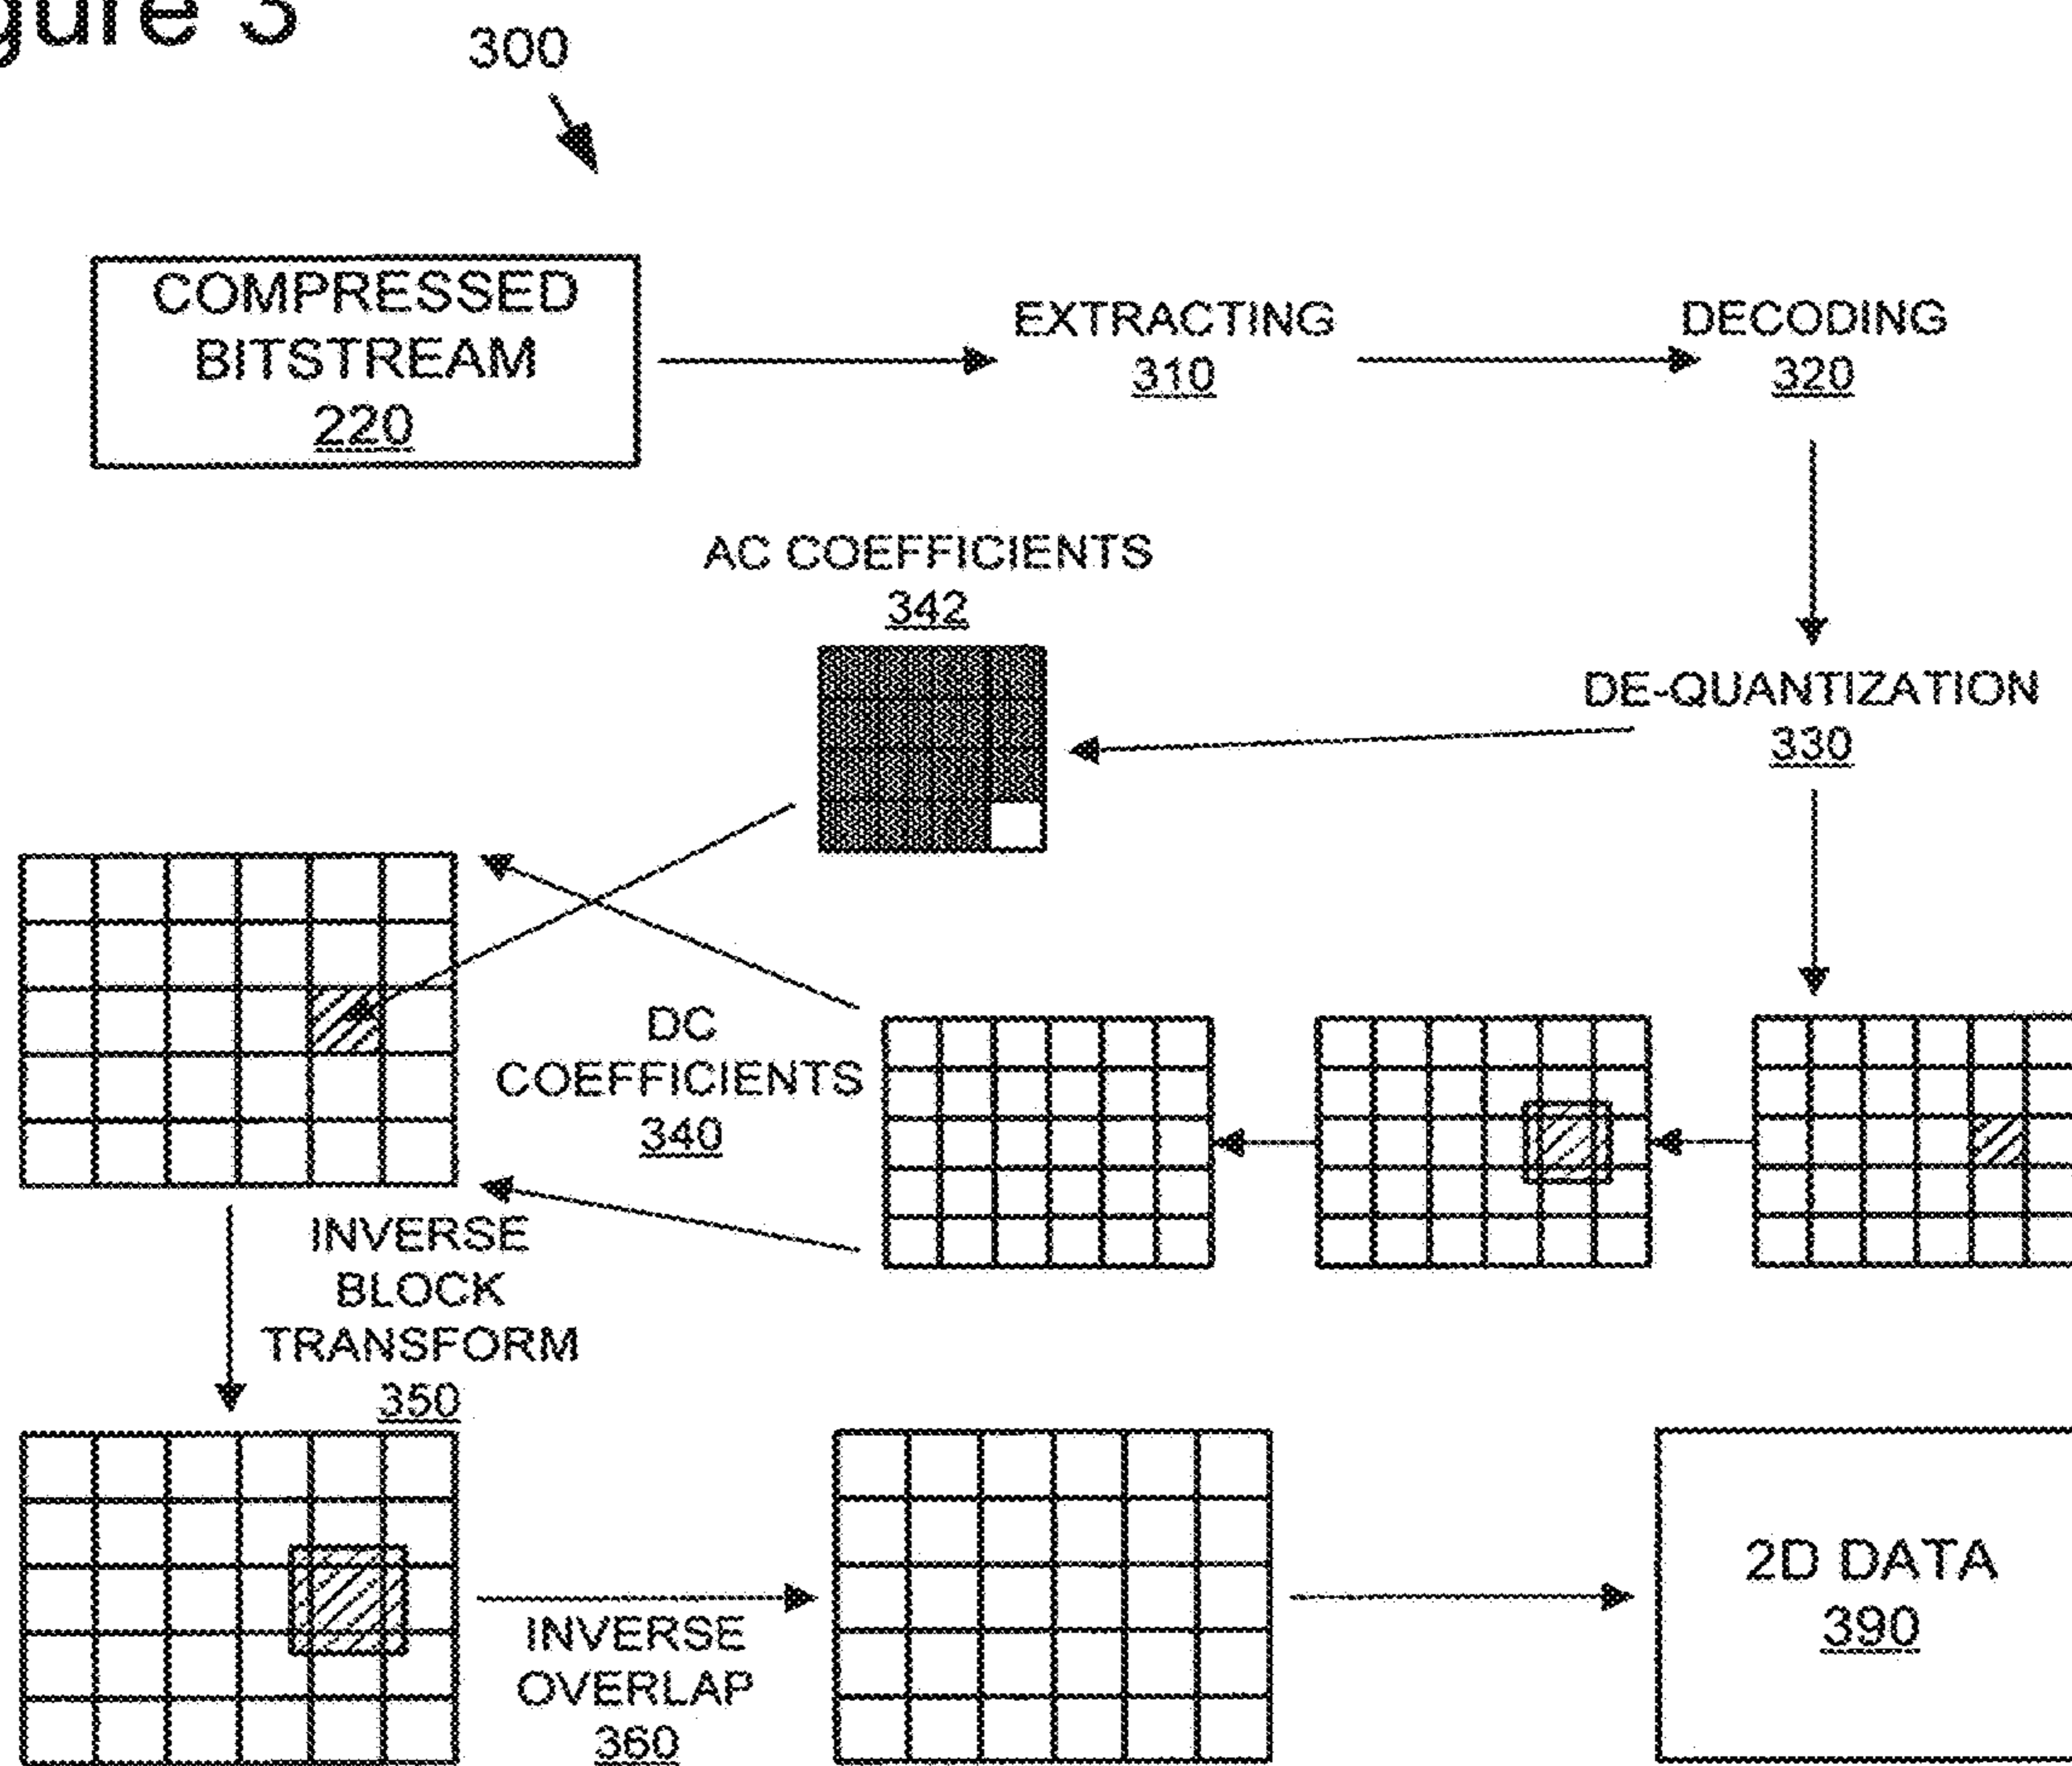 gure 3
300
COMPRESSED
BITSTREAM
220
EXTRACTING
310
DECODING
320
AC COEFFICIENTS
342
DE-QUANTIZATION
330
DC
COEFFICIENTS
340
INVERSE
BLOCK
TRANSFORM
350
INVERSE
OVERLAP
360
2D DATA
390